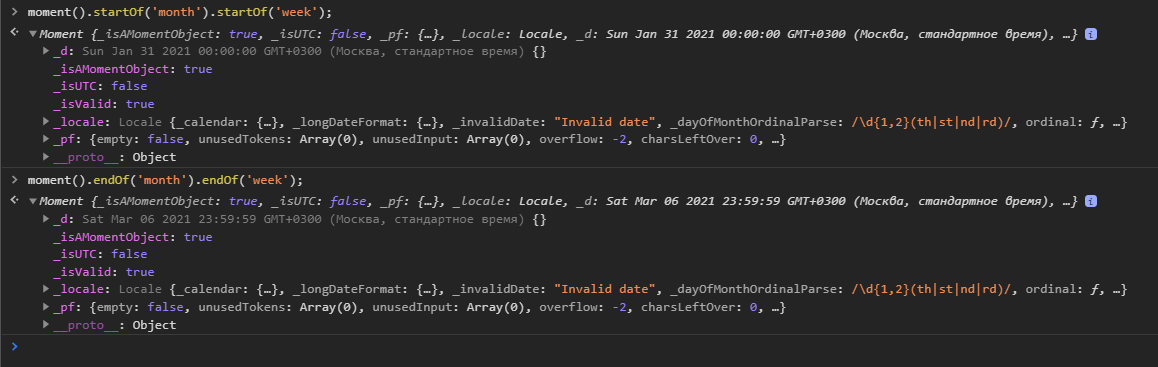 > moment().startOf('month').startOf('week');
Moment {_isAMomentObject: true, _isUTC: false, _pf: {…}, _locale: Locale, _d: Sun Jan 31 2021 00:00:00 GMT+0300 (Москва, стандартное время), …} i
_d: Sun Jan 31 2021 00:00:00 GMT+0300 (Москва, стандартное время) {}
_isAMomentObject: true
_isUTC: false
_isValid: true
_locale: Locale {_calendar: {…}, _longDateFormat: {…}, _invalidDate: "Invalid date", _dayOfMonthOrdinalParse: /\d{1,2}(th|st|nd|rd)/, ordinal: ƒ, …}
_pf: {empty: false, unusedTokens: Array(0), unusedInput: Array(0), overflow: -2, charsLeftOver: 0, …}
__proto__: Object
> moment().endOf('month').endOf('week');
Moment {_isAMomentObject: true, _isUTC: false, _pf: {…}, _locale: Locale, _d: Sat Mar 06 2021 23:59:59 GMT+0300 (Москва, стандартное время), …} i
_d: Sat Mar 06 2021 23:59:59 GMT+0300 (Москва, стандартное время) {}
_isAMomentObject: true
_isUTC: false
_isValid: true
_locale: Locale {_calendar: {…}, _longDateFormat: {…}, _invalidDate: "Invalid date", _dayOfMonthOrdinalParse: /\d{1,2}(th|st|nd|rd)/, ordinal: ƒ, …}
_pf: {empty: false, unusedTokens: Array(0), unusedInput: Array(0), overflow: -2, charsLeftOver: 0, …}
__proto__: Object
>